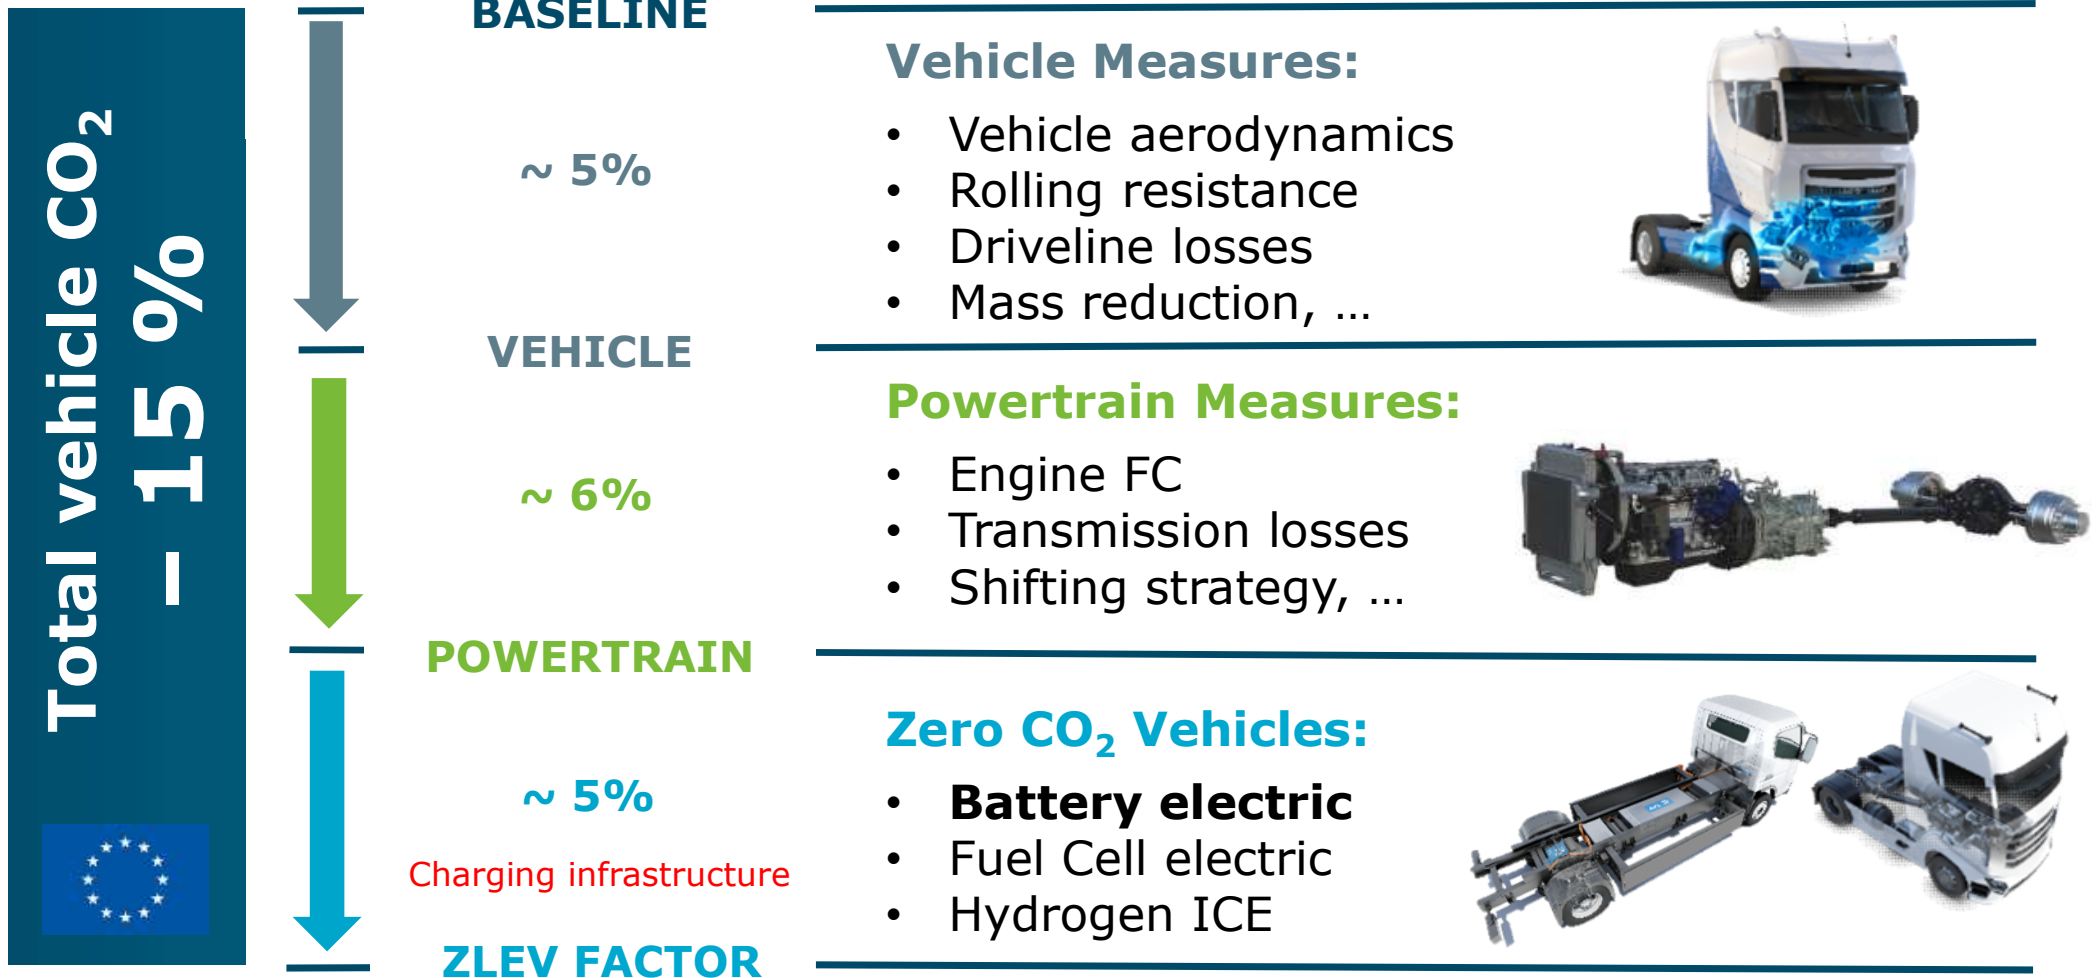 Total vehicle CO₂
– 15 %
BASELINE
~ 5%
VEHICLE
~ 6%
POWERTRAIN
~ 5%
Charging infrastructure
ZLEV FACTOR
Vehicle Measures:
• Vehicle aerodynamics
• Rolling resistance
• Driveline losses
• Mass reduction, ...
Powertrain Measures:
• Engine FC
• Transmission losses
• Shifting strategy, ...
Zero CO₂ Vehicles:
• Battery electric
• Fuel Cell electric
• Hydrogen ICE